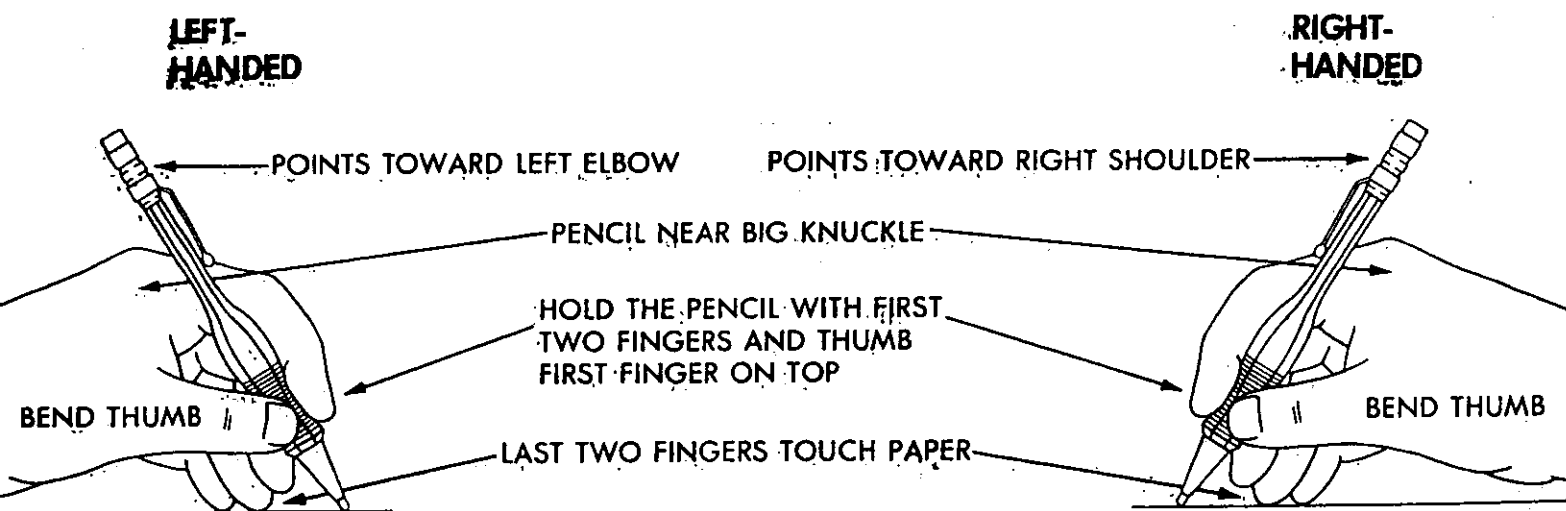 LEFT-
HANDED
RIGHT-
HANDED
POINTS TOWARD LEFT ELBOW
POINTS TOWARD RIGHT SHOULDER
PENCIL NEAR BIG KNUCKLE
HOLD THE PENCIL WITH FIRST
TWO FINGERS AND THUMB
FIRST FINGER ON TOP
BEND THUMB
BEND THUMB
LAST TWO FINGERS TOUCH PAPER